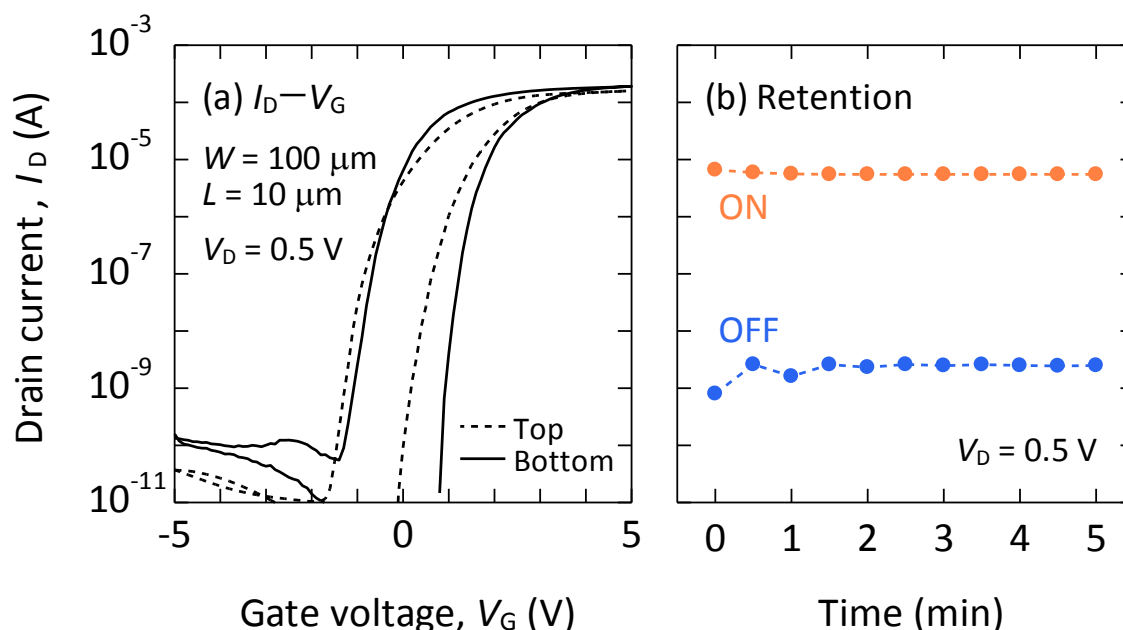 10⁻³
10⁻⁵
10⁻⁷
10⁻⁹
10⁻¹¹
Drain current , I_D (A)
(a) I_D—V_G
W = 100 μm
L = 10 μm
V_D = 0.5 V
Top
Bottom
-5 0 5
Gate voltage, V_G (V)
(b) Retention
ON
OFF
V_D = 0.5 V
0 1 2 3 4 5
Time (min)